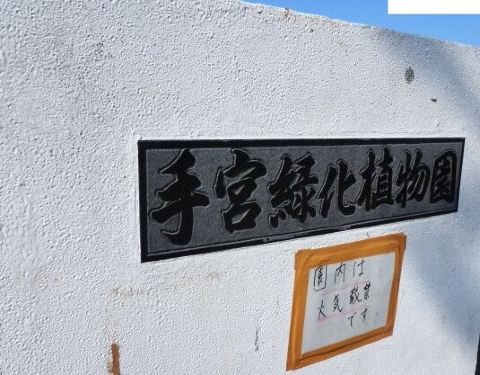 手宮緑化植物園
園内は
火気厳禁
です